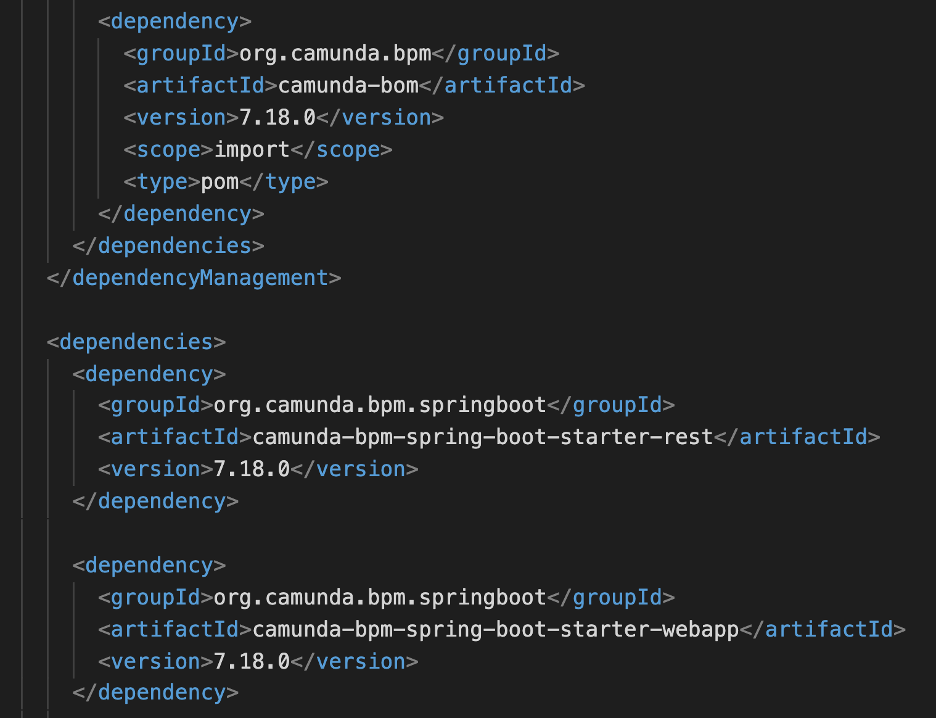 <dependency>
<groupId>org.camunda.bpm</groupId>
<artifactId>camunda-bom</artifactId>
<version>7.18.0</version>
<scope>import</scope>
<type>pom</type>
</dependency>
</dependencies>
</dependencyManagement>
<dependencies>
<dependency>
<groupId>org.camunda.bpm.springboot</groupId>
<artifactId>camunda-bpm-spring-boot-starter-rest</artifactId>
<version>7.18.0</version>
</dependency>
<dependency>
<groupId>org.camunda.bpm.springboot</groupId>
<artifactId>camunda-bpm-spring-boot-starter-webapp</artifactId>
<version>7.18.0</version>
</dependency>